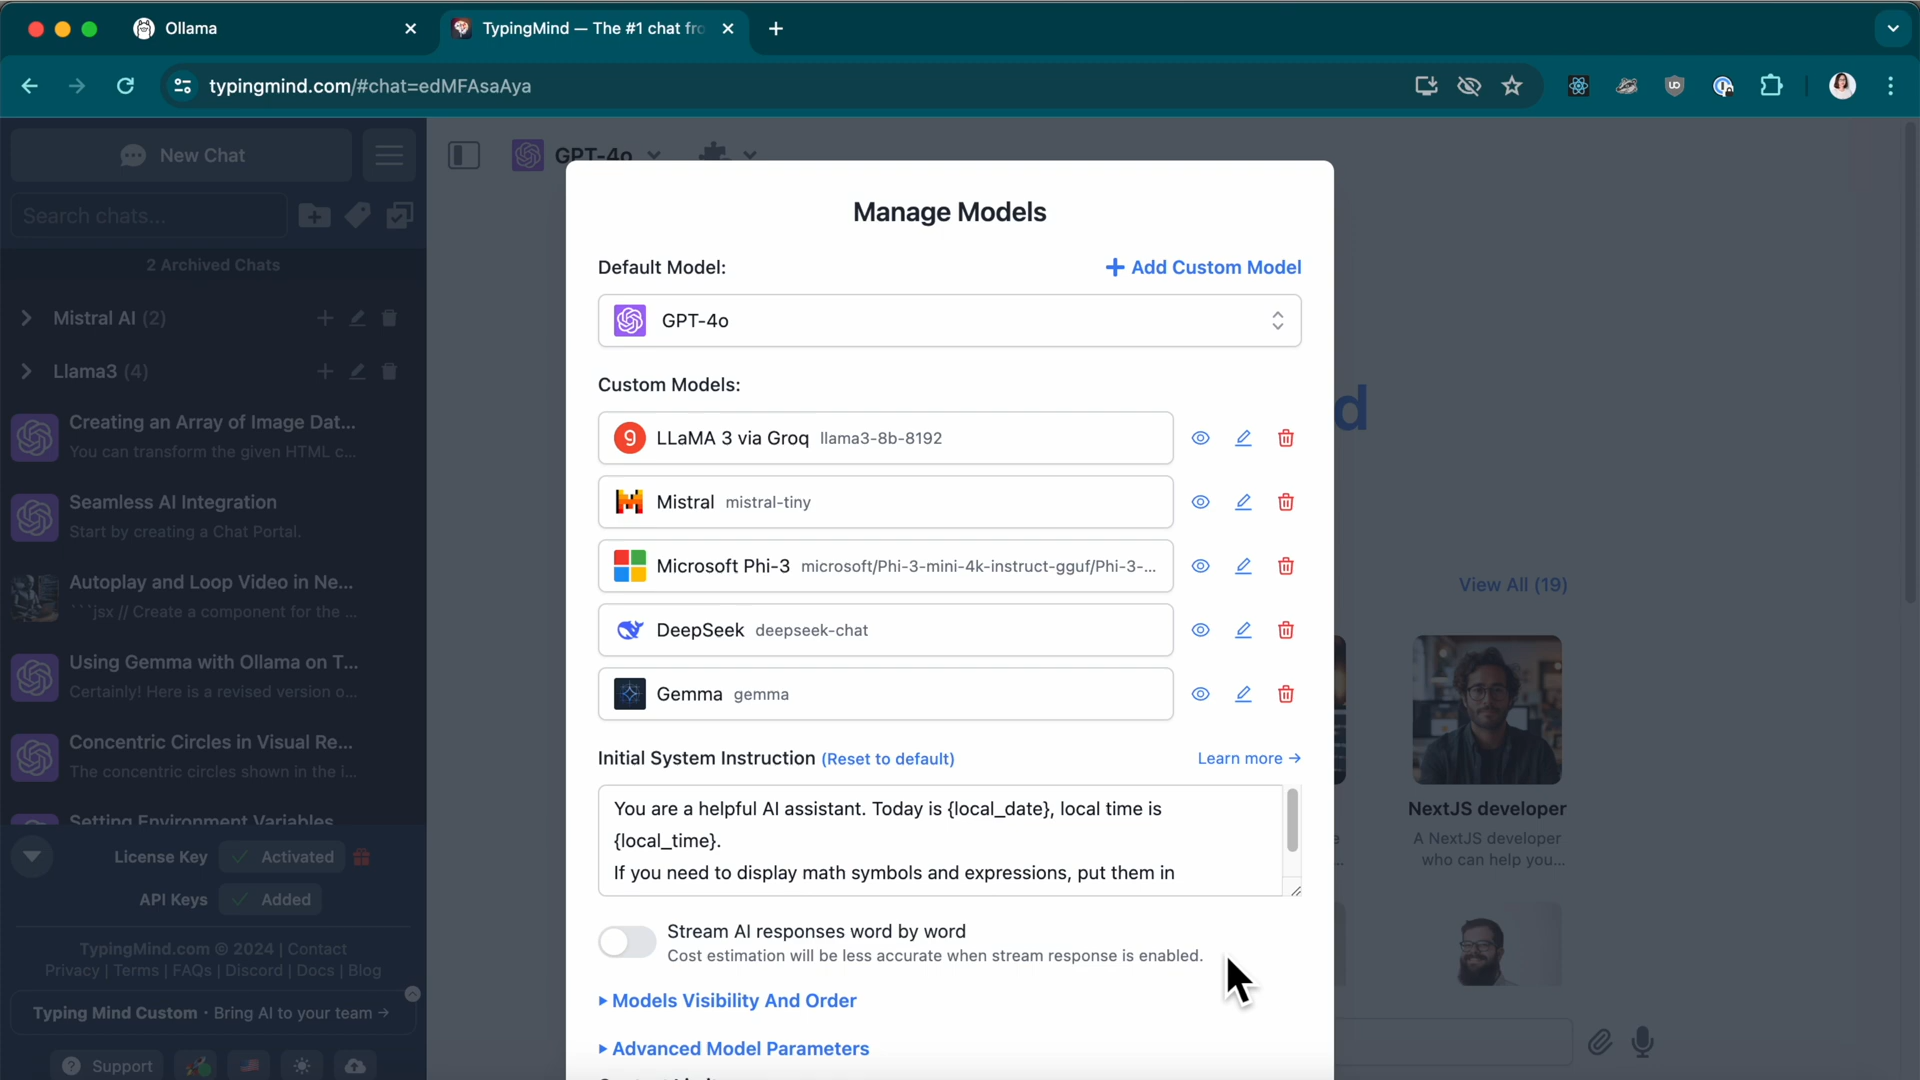 Ollama
TypingMind — The #1 chat fro
typingmind.com/#chat=edMFAsaAya
New Chat
Search chats...
2 Archived Chats
Mistral AI (2)
Llama3 (4)
Creating an Array of Image Dat...
You can transform the given HTML c...
Seamless AI Integration
Start by creating a Chat Portal.
Autoplay and Loop Video in Ne...
```jsx // Create a component for the ...
Using Gemma with Ollama on T...
Certainly! Here is a revised version o...
Concentric Circles in Visual Re...
The concentric circles shown in the i...
Setting Environment Variables
License Key
Activated
API Keys
Added
TypingMind.com © 2024 | Contact
Privacy | Terms | FAQs | Discord | Docs | Blog
Typing Mind Custom · Bring AI to your team →
Support
GPT-4o
Manage Models
Default Model:
Add Custom Model
GPT-4o
Custom Models:
LLaMA 3 via Groq llama3-8b-8192
Mistral mistral-tiny
Microsoft Phi-3 microsoft/Phi-3-mini-4k-instruct-gguf/Phi-3-...
DeepSeek deepseek-chat
Gemma gemma
Initial System Instruction (Reset to default)
Learn more →
You are a helpful AI assistant. Today is {local_date}, local time is
{local_time}.
If you need to display math symbols and expressions, put them in
Stream AI responses word by word
Cost estimation will be less accurate when stream response is enabled.
Models Visibility And Order
Advanced Model Parameters
d
View All (19)
NextJS developer
A NextJS developer
who can help you...